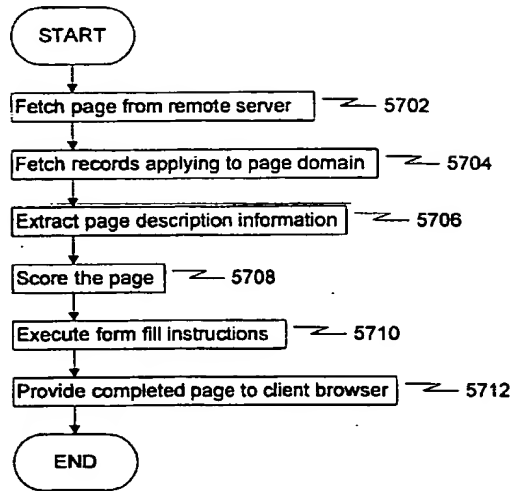 START
Fetch page from remote server 5702
Fetch records applying to page domain 5704
Extract page description information 5706
Score the page 5708
Execute form fill instructions 5710
Provide completed page to client browser 5712
END